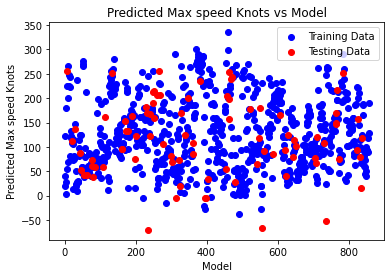 Predicted Max speed Knots vs Model
Training Data
Testing Data
Predicted Max speed Knots
350
300
250
200
150
100
50
0
−50
0
200
400
600
800
Model